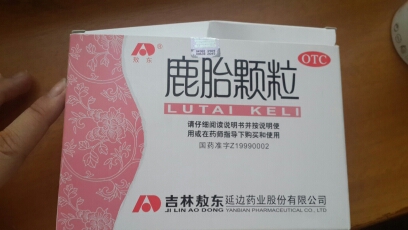 敖东
鹿胎颗粒
OTC
LUTAI KELI
请仔细阅读说明书并按说明使
用或在药师指导下购买和使用
国药准字Z19990002
吉林敖东 延边药业股份有限公司
JI LIN AO DONG YANBIAN PHARMACEUTICAL CO., LTD